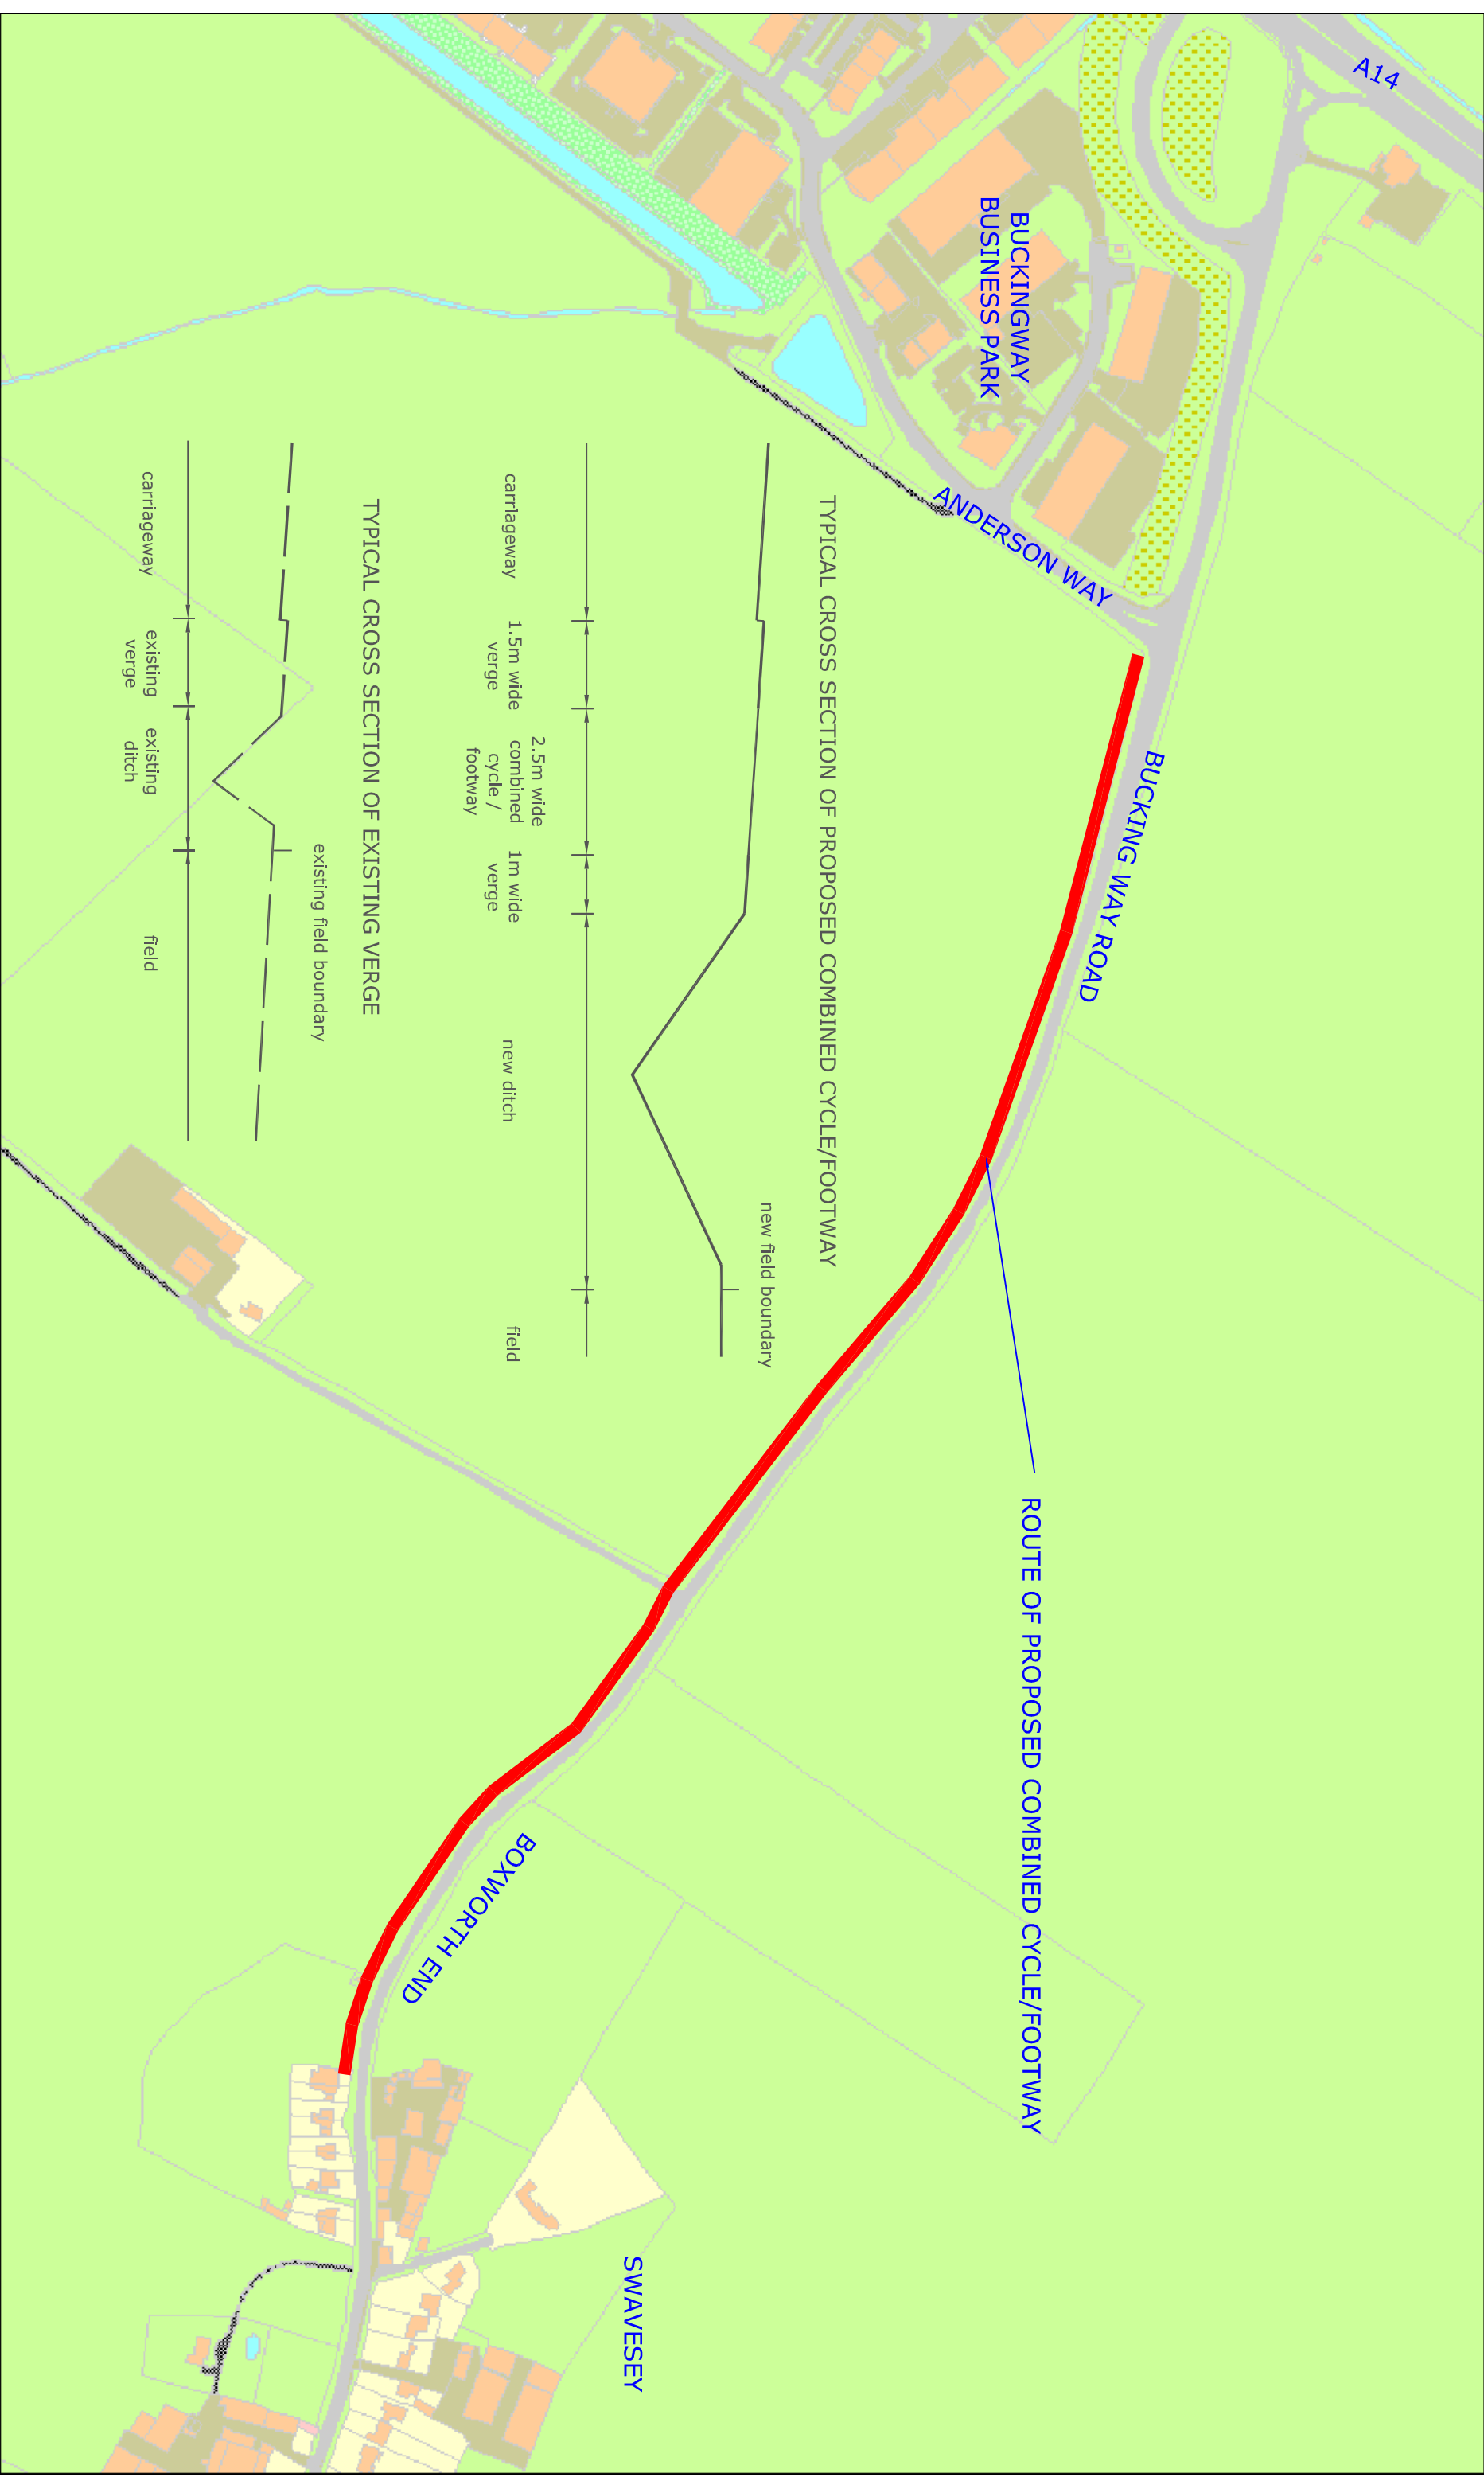 A14
BUCKINGWAY
BUSINESS PARK
ANDERSON WAY
BUCKING WAY ROAD
ROUTE OF PROPOSED COMBINED CYCLE/FOOTWAY
BOXWORTH END
SWAVESEY
TYPICAL CROSS SECTION OF PROPOSED COMBINED CYCLE/FOOTWAY
new field boundary
carriageway
1.5m wide
verge
2.5m wide
combined
cycle /
footway
1m wide
verge
new ditch
field
TYPICAL CROSS SECTION OF EXISTING VERGE
existing field boundary
carriageway
existing
verge
existing
ditch
field